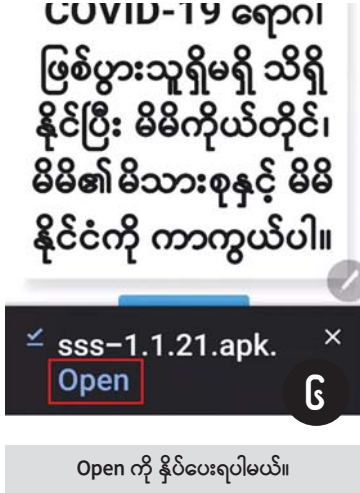 COVID-19 ရောဂါ
ဖြစ်ပွားသူရှိမရှိ သိရှိ
နိုင်ပြီး မိမိကိုယ်တိုင်၊
မိမိ၏ မိသားစုနှင့် မိမိ
နိုင်ငံကို ကာကွယ်ပါ။
sss-1.1.21.apk.
Open
၆
Open ကို နှိပ်ပေးရပါမယ်။